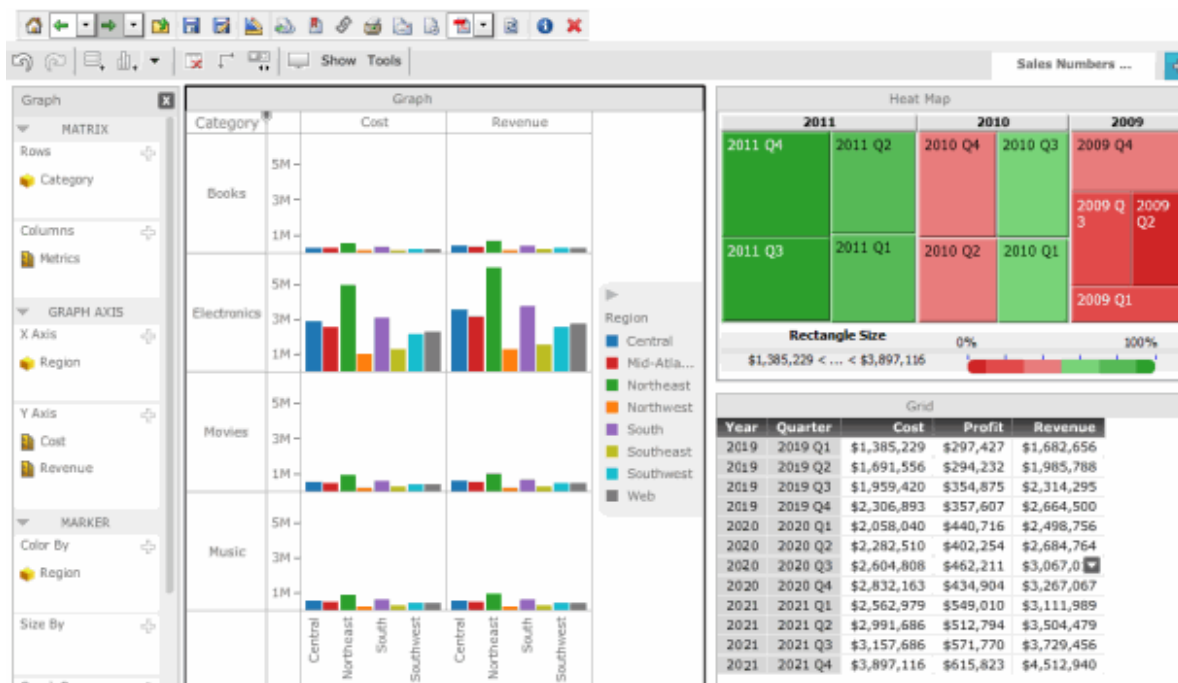 Show Tools
Sales Numbers ...
Graph
MATRIX
Rows
Category
Columns
Metrics
GRAPH AXIS
X Axis
Region
Y Axis
Cost
Revenue
MARKER
Color By
Region
Size By
Graph
Category Cost Revenue
Books
5M
3M
1M
Electronics
5M
3M
1M
Movies
5M
3M
1M
Music
5M
3M
1M
Central
Northeast
South
Southwest
Central
Northeast
South
Southwest
Region
Central
Mid-Atla...
Northeast
Northwest
South
Southeast
Southwest
Web
Heat Map
2011 2010 2009
2011 Q4 2011 Q2 2010 Q4 2010 Q3 2009 Q4
2009 Q3 2009 Q2
2011 Q3 2011 Q1 2010 Q2 2010 Q1
2009 Q1
Rectangle Size 0% 100%
$1,385,229 < ... < $3,897,116
Grid
Year Quarter Cost Profit Revenue
2019 2019 Q1 $1,385,229 $297,427 $1,682,656
2019 2019 Q2 $1,691,556 $294,232 $1,985,788
2019 2019 Q3 $1,959,420 $354,875 $2,314,295
2019 2019 Q4 $2,306,893 $357,607 $2,664,500
2020 2020 Q1 $2,058,040 $440,716 $2,498,756
2020 2020 Q2 $2,282,510 $402,254 $2,684,764
2020 2020 Q3 $2,604,808 $462,211 $3,067,0
2020 2020 Q4 $2,832,163 $434,904 $3,267,067
2021 2021 Q1 $2,562,979 $549,010 $3,111,989
2021 2021 Q2 $2,991,686 $512,794 $3,504,479
2021 2021 Q3 $3,157,686 $571,770 $3,729,456
2021 2021 Q4 $3,897,116 $615,823 $4,512,940